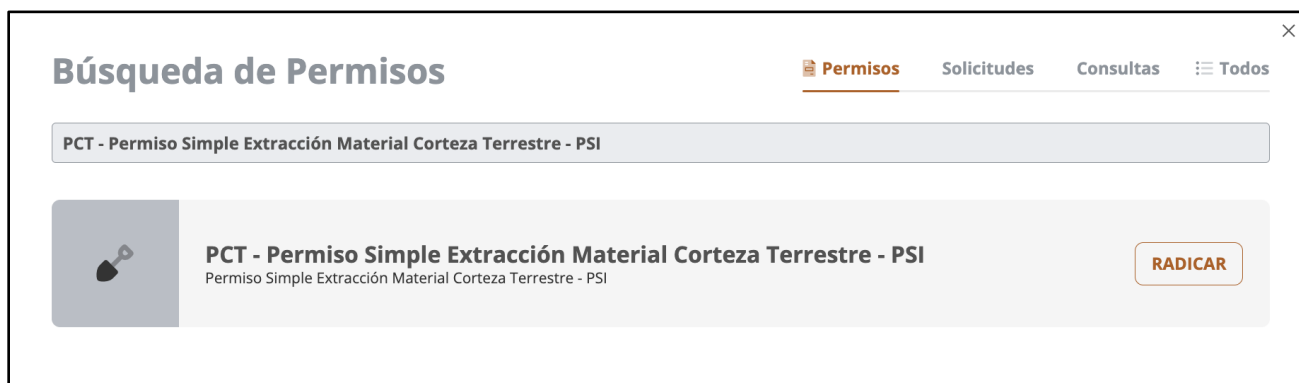 Búsqueda de Permisos
Permisos
Solicitudes
Consultas
Todos
PCT - Permiso Simple Extracción Material Corteza Terrestre - PSI
PCT - Permiso Simple Extracción Material Corteza Terrestre - PSI
Permiso Simple Extracción Material Corteza Terrestre - PSI
RADICAR